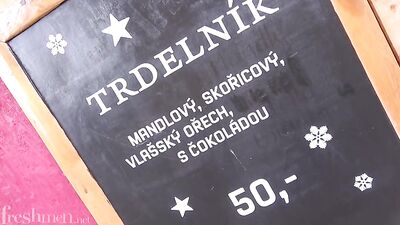 TRDELNÍK
MANDLOVÝ, SKOŘICOVÝ,
VLAŠSKÝ OŘECH,
S ČOKOLÁDOU
50,-
freshmen.net